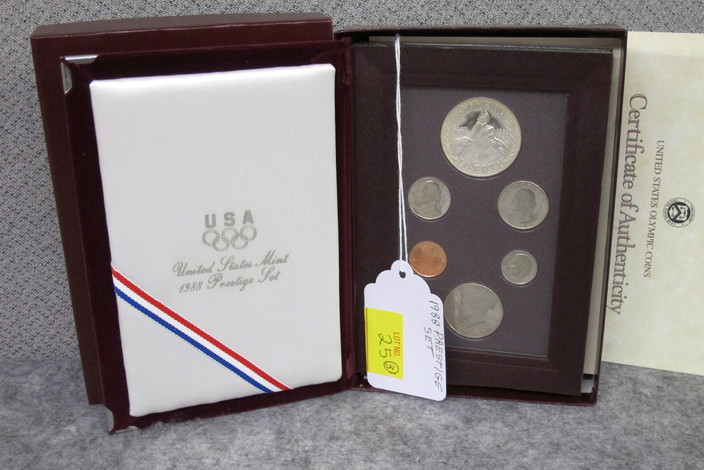 USA
United States Mint
1988 Prestige Set
1988 PRESTIGE
SET
LOT NO.
25
3
UNITED STATES OLYMPIC COINS
Certificate of Authenticity